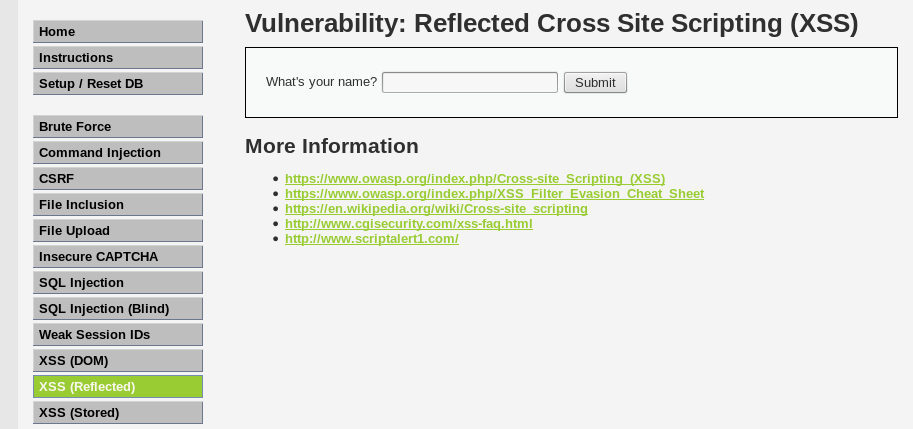 Home
Instructions
Setup / Reset DB
Brute Force
Command Injection
CSRF
File Inclusion
File Upload
Insecure CAPTCHA
SQL Injection
SQL Injection (Blind)
Weak Session IDs
XSS (DOM)
XSS (Reflected)
XSS (Stored)
Vulnerability: Reflected Cross Site Scripting (XSS)
What's your name? Submit
More Information
https://www.owasp.org/index.php/Cross-site_Scripting_(XSS)
https://www.owasp.org/index.php/XSS_Filter_Evasion_Cheat_Sheet
https://en.wikipedia.org/wiki/Cross-site_scripting
http://www.cgisecurity.com/xss-faq.html
http://www.scriptalert1.com/